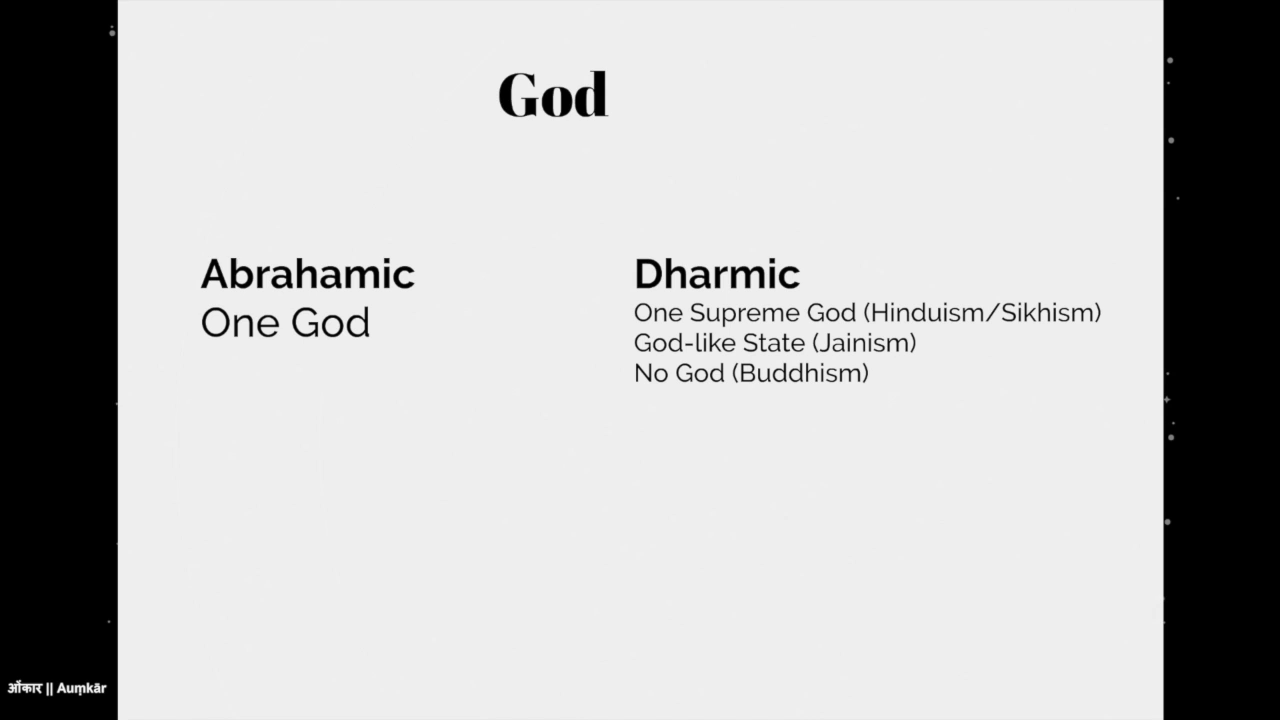 God
Abrahamic
One God
Dharmic
One Supreme God (Hinduism/Sikhism)
God-like State (Jainism)
No God (Buddhism)
ओंकार || Auṃkār